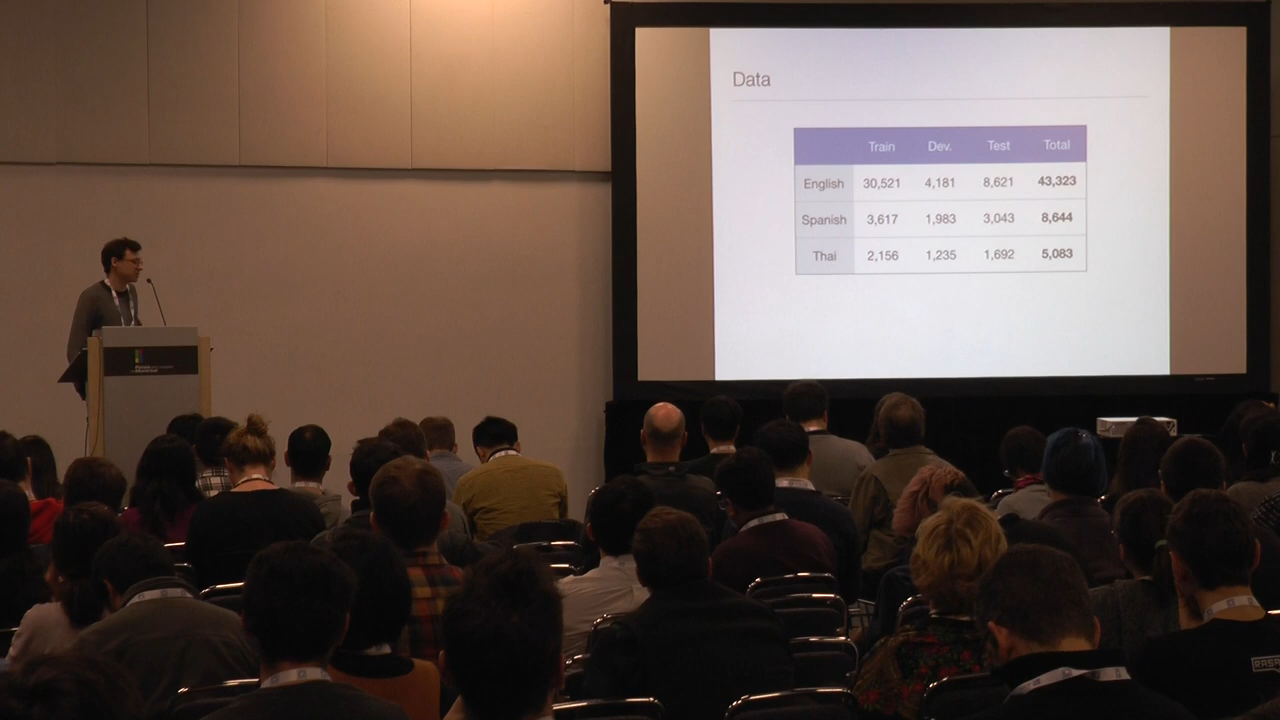 Data
Train Dev. Test Total
English 30,521 4,181 8,621 43,323
Spanish 3,617 1,983 3,043 8,644
Thai 2,156 1,235 1,692 5,083
RASA